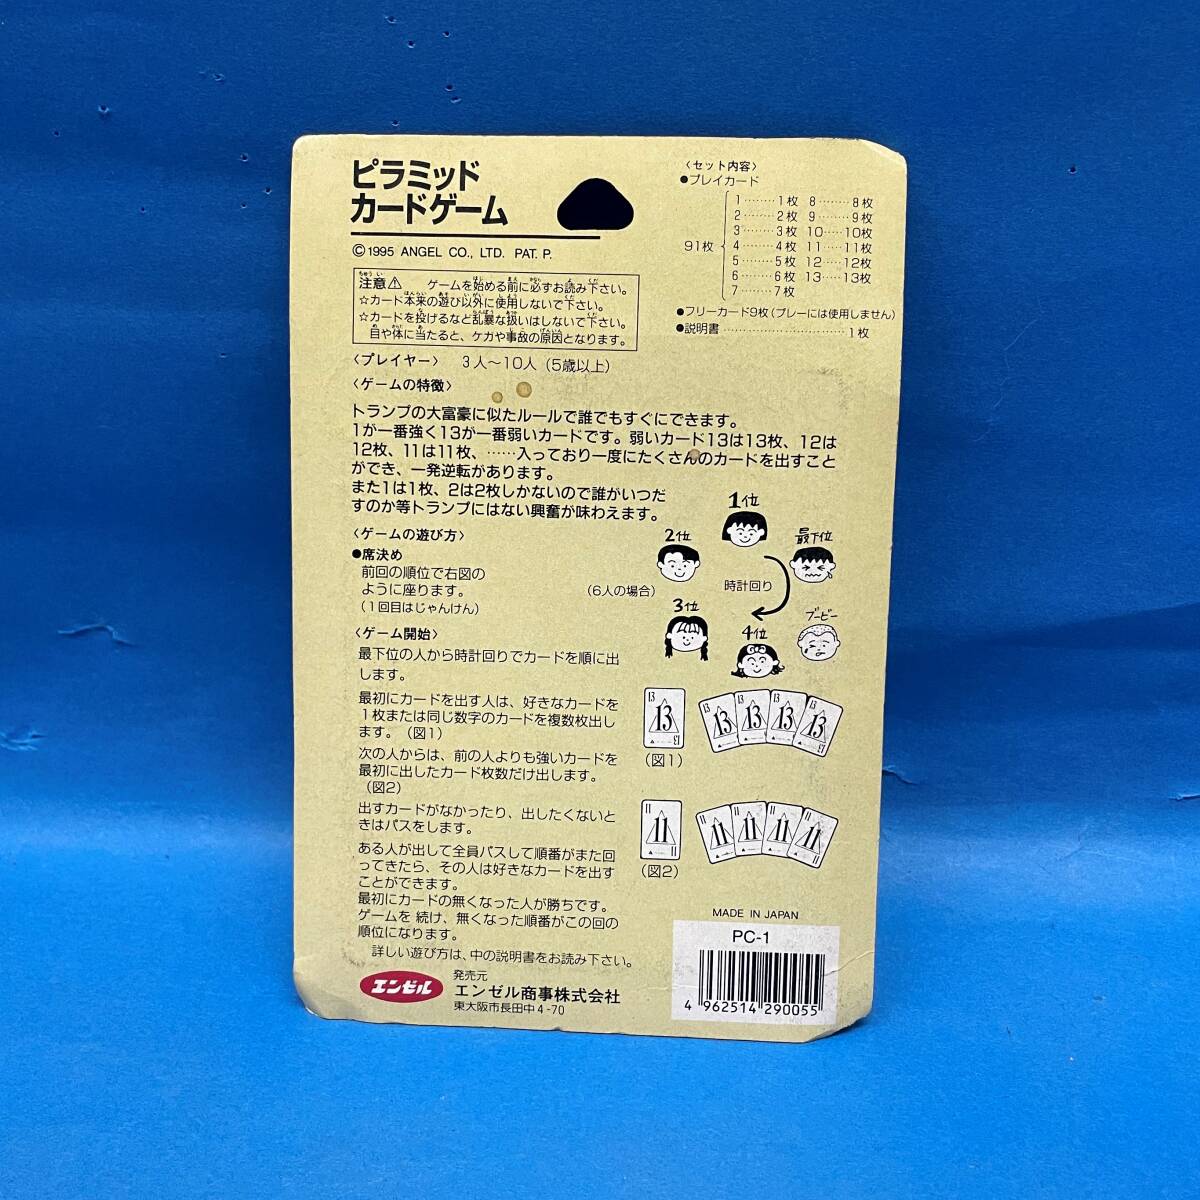 ピラミッド
カードゲーム
©1995 ANGEL CO., LTD. PAT. P.
注意⚠ ゲームを始める前に必ずお読み下さい。
☆カード本来の遊び以外に使用しないで下さい。
☆カードを投げるなど乱暴な扱いはしないで下さい。
目や体に当たると、ケガや事故の原因となります。
〈プレイヤー〉 3人〜10人 (5歳以上)
〈ゲームの特徴〉
トランプの大富豪に似たルールで誰でもすぐにできます。
1が一番強く13が一番弱いカードです。弱いカード13は13枚、12は
12枚、11は11枚、……入っており一度にたくさんのカードを出すこと
ができ、一発逆転があります。
また1は1枚、2は2枚しかないので誰がいつだ
すのか等トランプにはない興奮が味わえます。
〈ゲームの遊び方〉
●席決め
前回の順位で右図の
ように座ります。
(1回目はじゃんけん)
(6人の場合)
1位
最下位
2位
時計回り
3位
4位
ブービー
〈ゲーム開始〉
最下位の人から時計回りでカードを順に出
します。
最初にカードを出す人は、好きなカードを
1枚または同じ数字のカードを複数枚出し
ます。(図1)
次の人からは、前の人よりも強いカードを
最初に出したカード枚数だけ出します。
(図2)
出すカードがなかったり、出したくないと
きはパスをします。
ある人が出して全員パスして順番がまた回
ってきたら、その人は好きなカードを出す
ことができます。
最初にカードの無くなった人が勝ちです。
ゲームを続け、無くなった順番がこの回の
順位になります。
詳しい遊び方は、中の説明書をお読み下さい。
エンゼル
発売元
エンゼル商事株式会社
東大阪市長田中4-70
〈セット内容〉
●プレイカード
91枚
1……1枚 8……8枚
2……2枚 9……9枚
3……3枚 10……10枚
4……4枚 11……11枚
5……5枚 12……12枚
6……6枚 13……13枚
7……7枚
●フリーカード9枚(プレーには使用しません)
●説明書……1枚
13 13 13
13 13 13 13 13 13
(図1)
11 11 11
11 11 11 11 11 11 11 11 11
(図2)
MADE IN JAPAN
PC-1
4 962514 290055